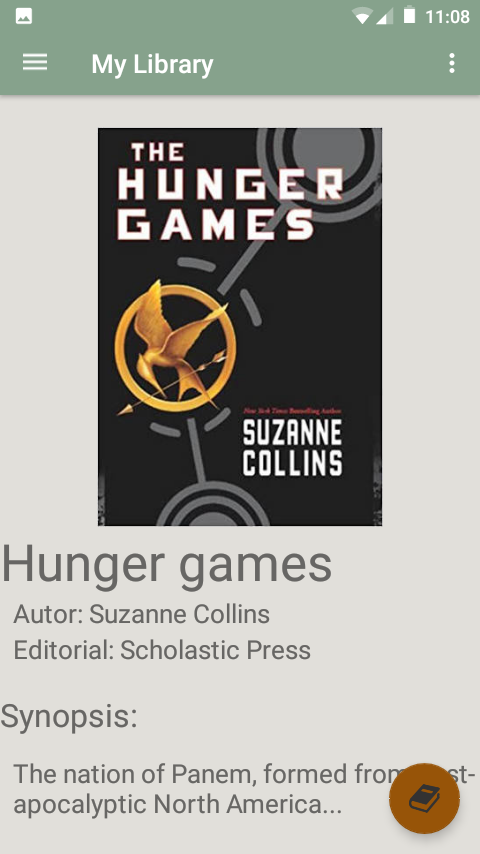 11:08
My Library
THE
HUNGER
GAMES
New York Times Bestselling Author
SUZANNE
COLLINS
Hunger games
Autor: Suzanne Collins
Editorial: Scholastic Press
Synopsis:
The nation of Panem, formed from st-
apocalyptic North America...